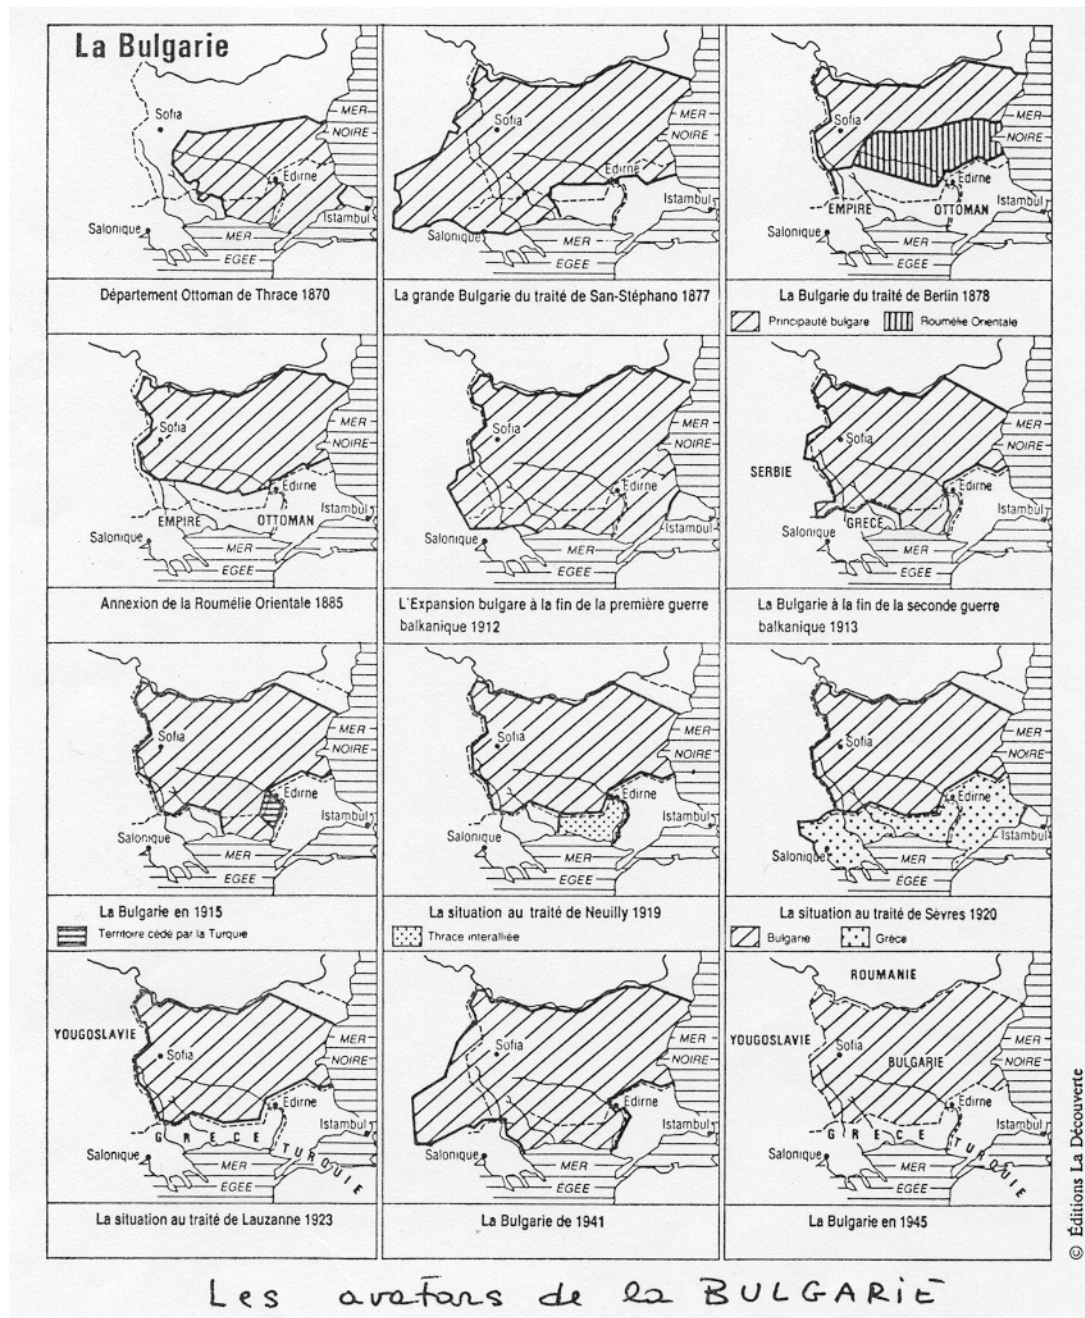 La Bulgarie
Sofia
MER
NOIRE
Edirne
Istambul
Salonique
MER
EGEE
Département Ottoman de Thrace 1870
Sofia
MER
NOIRE
Edirne
Istambul
Salonique
MER
EGEE
La grande Bulgarie du traité de San-Stéphano 1877
Sofia
MER
NOIRE
Edirne
EMPIRE OTTOMAN
Istambul
Salonique
MER
EGEE
La Bulgarie du traité de Berlin 1878
Principauté bulgare
Roumélie Orientale
Sofia
MER
NOIRE
Edirne
EMPIRE OTTOMAN
Istambul
Salonique
MER
EGEE
Annexion de la Roumélie Orientale 1885
Sofia
MER
NOIRE
Edirne
Istambul
Salonique
MER
EGEE
L'Expansion bulgare à la fin de la première guerre
balkanique 1912
Sofia
MER
NOIRE
SERBIE
Edirne
Istambul
GRECE
Salonique
MER
EGEE
La Bulgarie à la fin de la seconde guerre
balkanique 1913
Sofia
MER
NOIRE
Edirne
Istambul
Salonique
MER
EGEE
La Bulgarie en 1915
Territoire cédé par la Turquie
Sofia
MER
NOIRE
Edirne
Istambul
Salonique
MER
EGEE
La situation au traité de Neuilly 1919
Thrace interalliée
Sofia
MER
NOIRE
Edirne
Istambul
Salonique
MER
ÉGEE
La situation au traité de Sèvres 1920
Bulgarie
Grèce
YOUGOSLAVIE
Sofia
MER
NOIRE
Edirne
Istambul
GRECE
TURQUIE
Salonique
MER
EGEE
La situation au traité de Lauzanne 1923
Sofia
MER
NOIRE
Edirne
Istambul
Salonique
MER
ÉGEE
La Bulgarie de 1941
ROUMANIE
YOUGOSLAVIE
Sofia
BULGARIE
MER
NOIRE
Edirne
Istambul
GRECE
TURQUIE
Salonique
MER
EGEE
La Bulgarie en 1945
© Éditions La Découverte
Les avatars de la BULGARIE